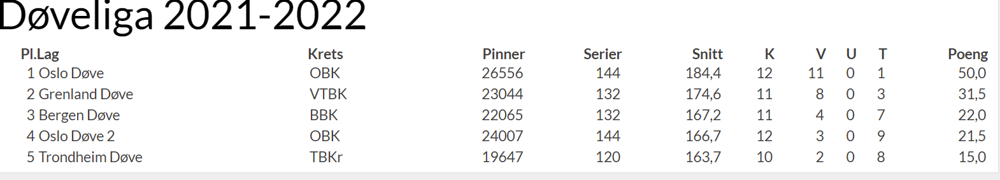 Døveliga 2021-2022
Pl.Lag Krets Pinner Serier Snitt K V U T Poeng
1 Oslo Døve OBK 26556 144 184,4 12 11 0 1 50,0
2 Grenland Døve VTBK 23044 132 174,6 11 8 0 3 31,5
3 Bergen Døve BBK 22065 132 167,2 11 4 0 7 22,0
4 Oslo Døve 2 OBK 24007 144 166,7 12 3 0 9 21,5
5 Trondheim Døve TBKr 19647 120 163,7 10 2 0 8 15,0